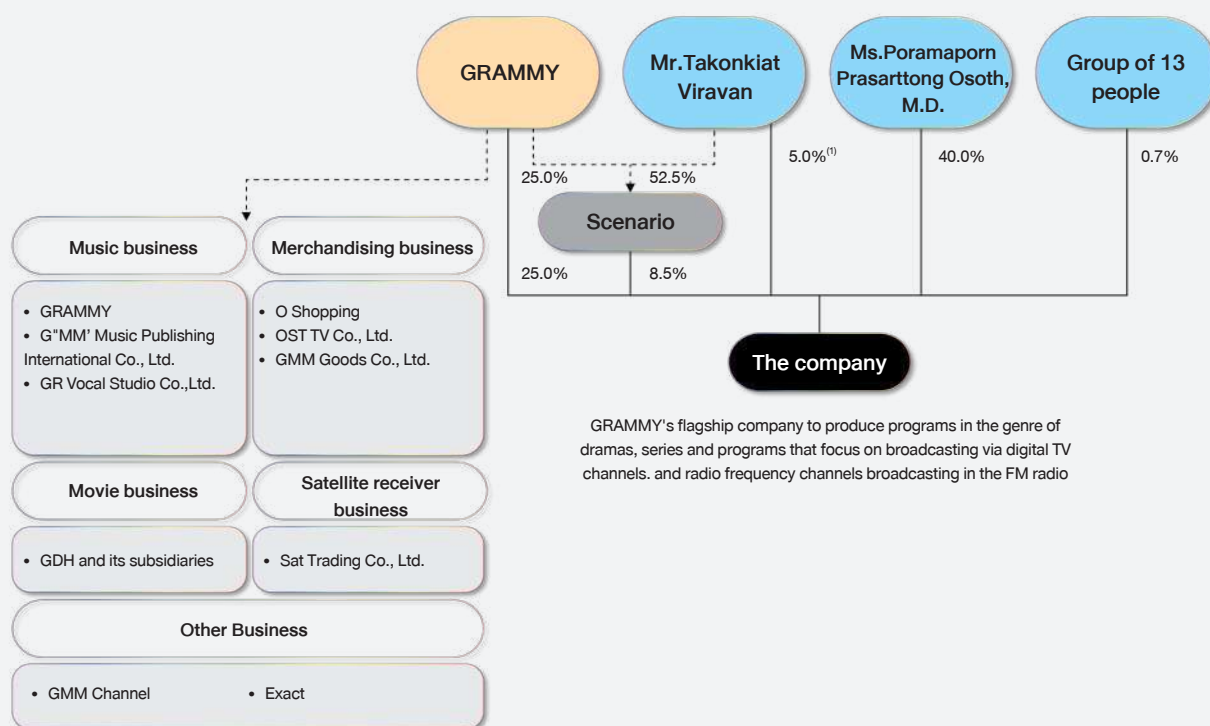 GRAMMY
Mr.Takonkiat
Viravan
Ms.Poramaporn
Prasarttong Osoth,
M.D.
Group of 13
people
5.0%(1)
40.0%
0.7%
25.0%
52.5%
Scenario
25.0%
8.5%
The company
GRAMMY's flagship company to produce programs in the genre of
dramas, series and programs that focus on broadcasting via digital TV
channels. and radio frequency channels broadcasting in the FM radio
Music business
• GRAMMY
• G"MM’ Music Publishing
International Co., Ltd.
• GR Vocal Studio Co.,Ltd.
Merchandising business
• O Shopping
• OST TV Co., Ltd.
• GMM Goods Co., Ltd.
Movie business
• GDH and its subsidiaries
Satellite receiver
business
• Sat Trading Co., Ltd.
Other Business
• GMM Channel
• Exact